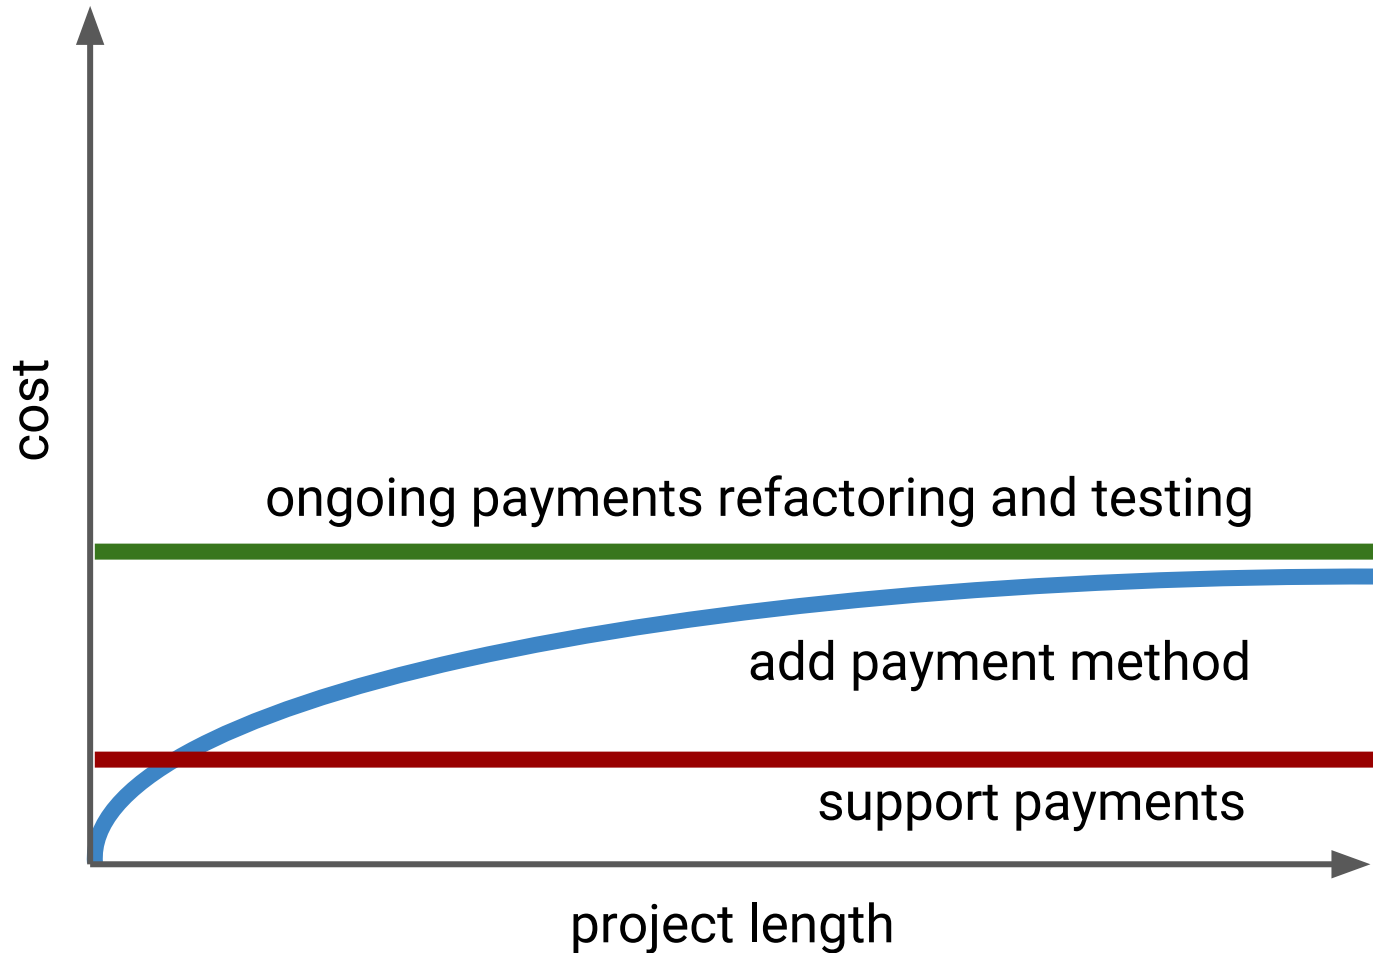 cost
ongoing payments refactoring and testing
add payment method
support payments
project length